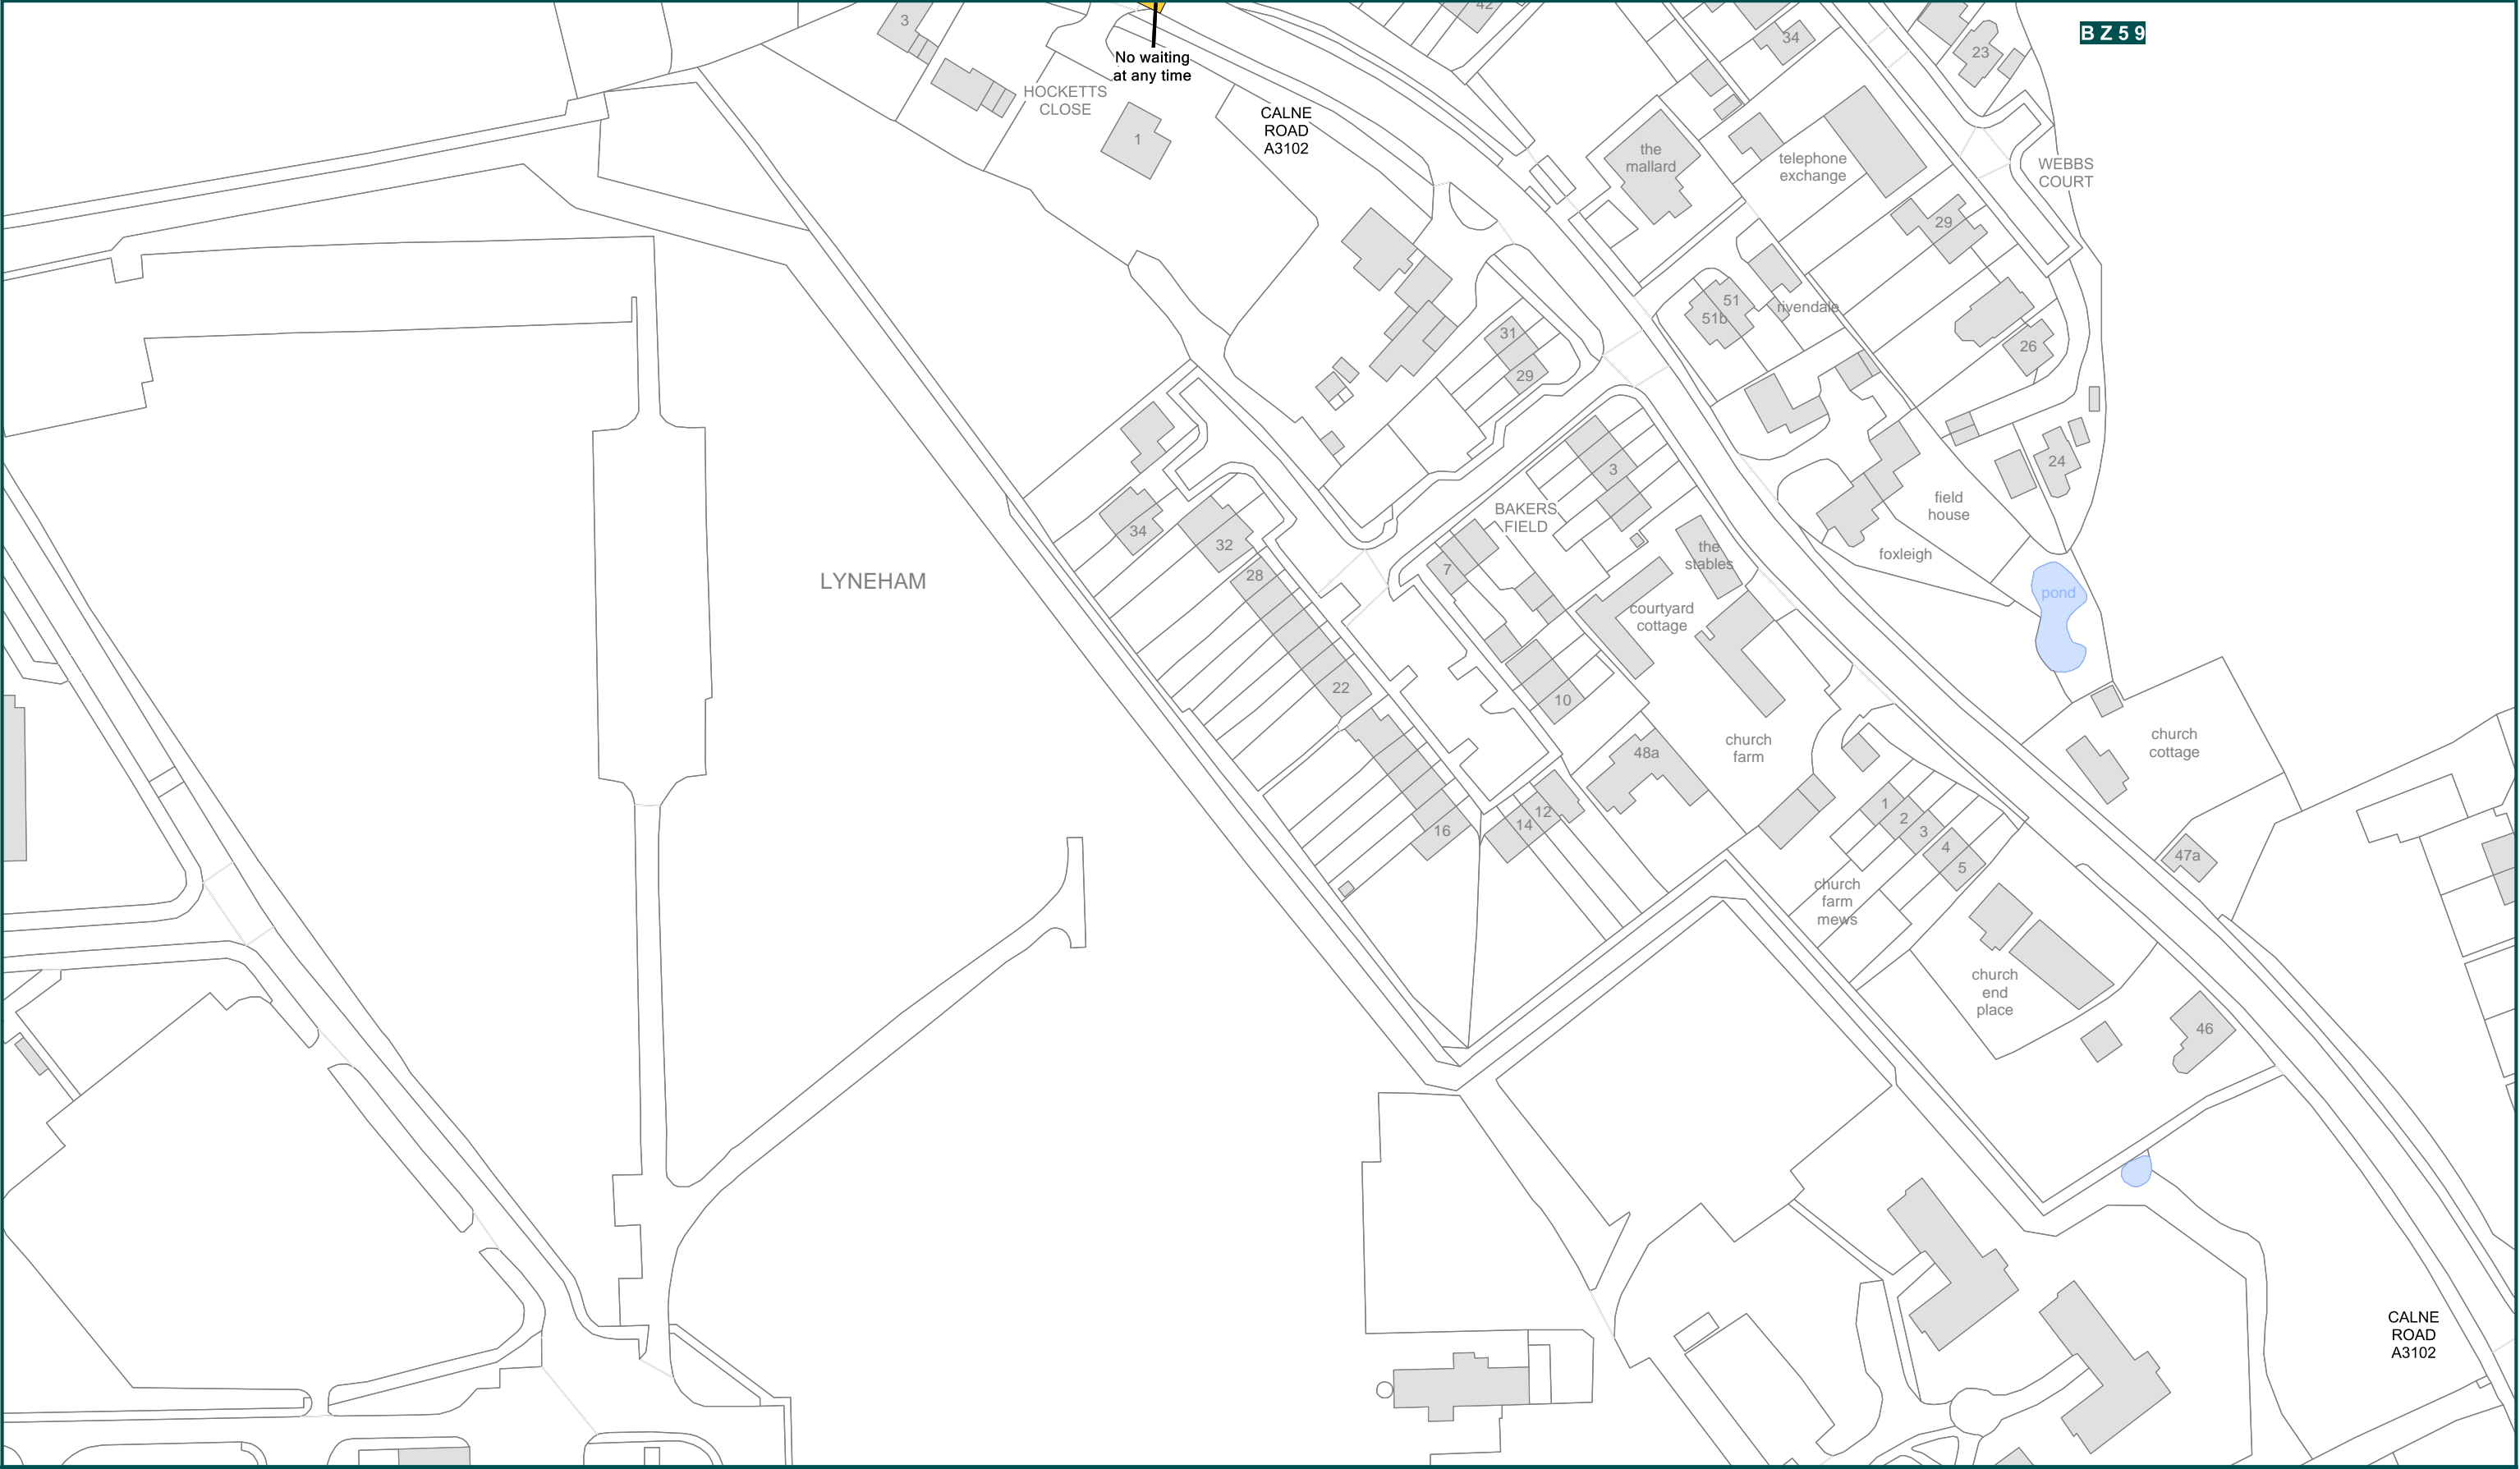 42
3
B Z 5 9
34
23
No waiting
at any time
HOCKETTS
CLOSE
CALNE
ROAD
A3102
1
the
mallard
telephone
exchange
WEBBS
COURT
29
51
51b
rivendale
31
29
26
3
24
34
32
BAKERS
FIELD
field
house
foxleigh
the
stables
7
28
LYNEHAM
pond
courtyard
cottage
22
10
48a
church
farm
church
cottage
16
14
12
1
2
3
4
5
47a
church
farm
mews
church
end
place
46
CALNE
ROAD
A3102